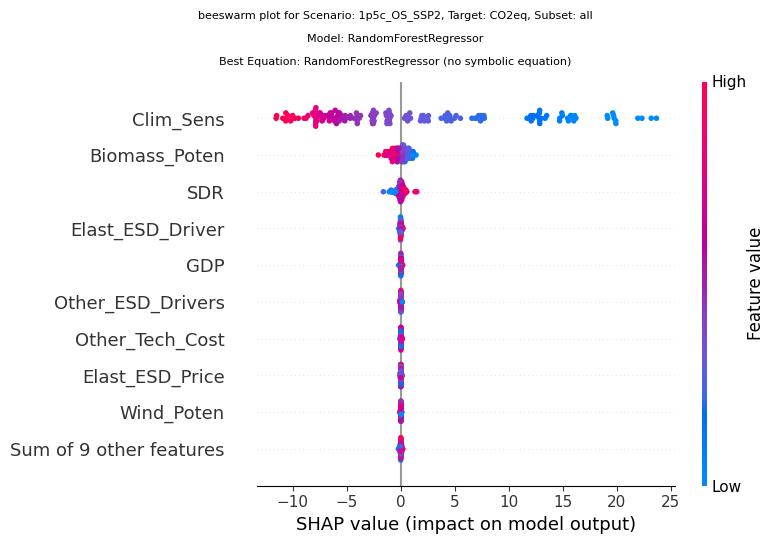 beeswarm plot for Scenario: 1p5c_OS_SSP2, Target: CO2eq, Subset: all
Model: RandomForestRegressor
Best Equation: RandomForestRegressor (no symbolic equation)
High
Clim_Sens
Biomass_Poten
SDR
Elast_ESD_Driver
GDP
Other_ESD_Drivers
Other_Tech_Cost
Elast_ESD_Price
Wind_Poten
Sum of 9 other features
Feature value
Low
−10 −5 0 5 10 15 20 25
SHAP value (impact on model output)